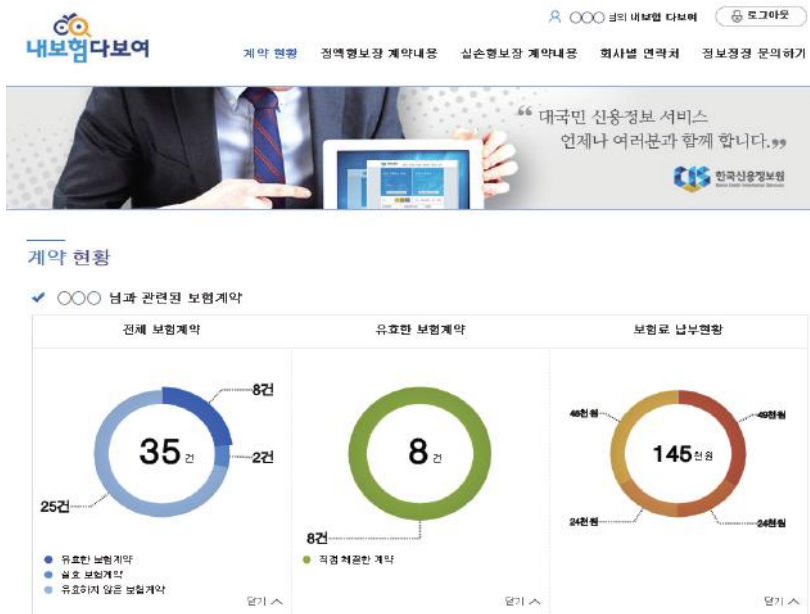 ○○○ 님의 내보험 다보여
로그아웃
내보험다보여
계약 현황 정액형보장 계약내용 실손형보장 계약내용 회사별 연락처 정보정정 문의하기
“ 대국민 신용정보 서비스
언제나 여러분과 함께 합니다.”
CIS 한국신용정보원
Korea Credit Information Services
계약 현황
○○○ 님과 관련된 보험계약
전체 보험계약 유효한 보험계약 보험료 납부현황
8건
35 건
2건
25건
유효한 보험계약
실효 보험계약
유효하지 않은 보험계약
닫기
8 건
8건
직접 체결한 계약
닫기
48천원
49천원
145 천원
24천원
24천원
닫기